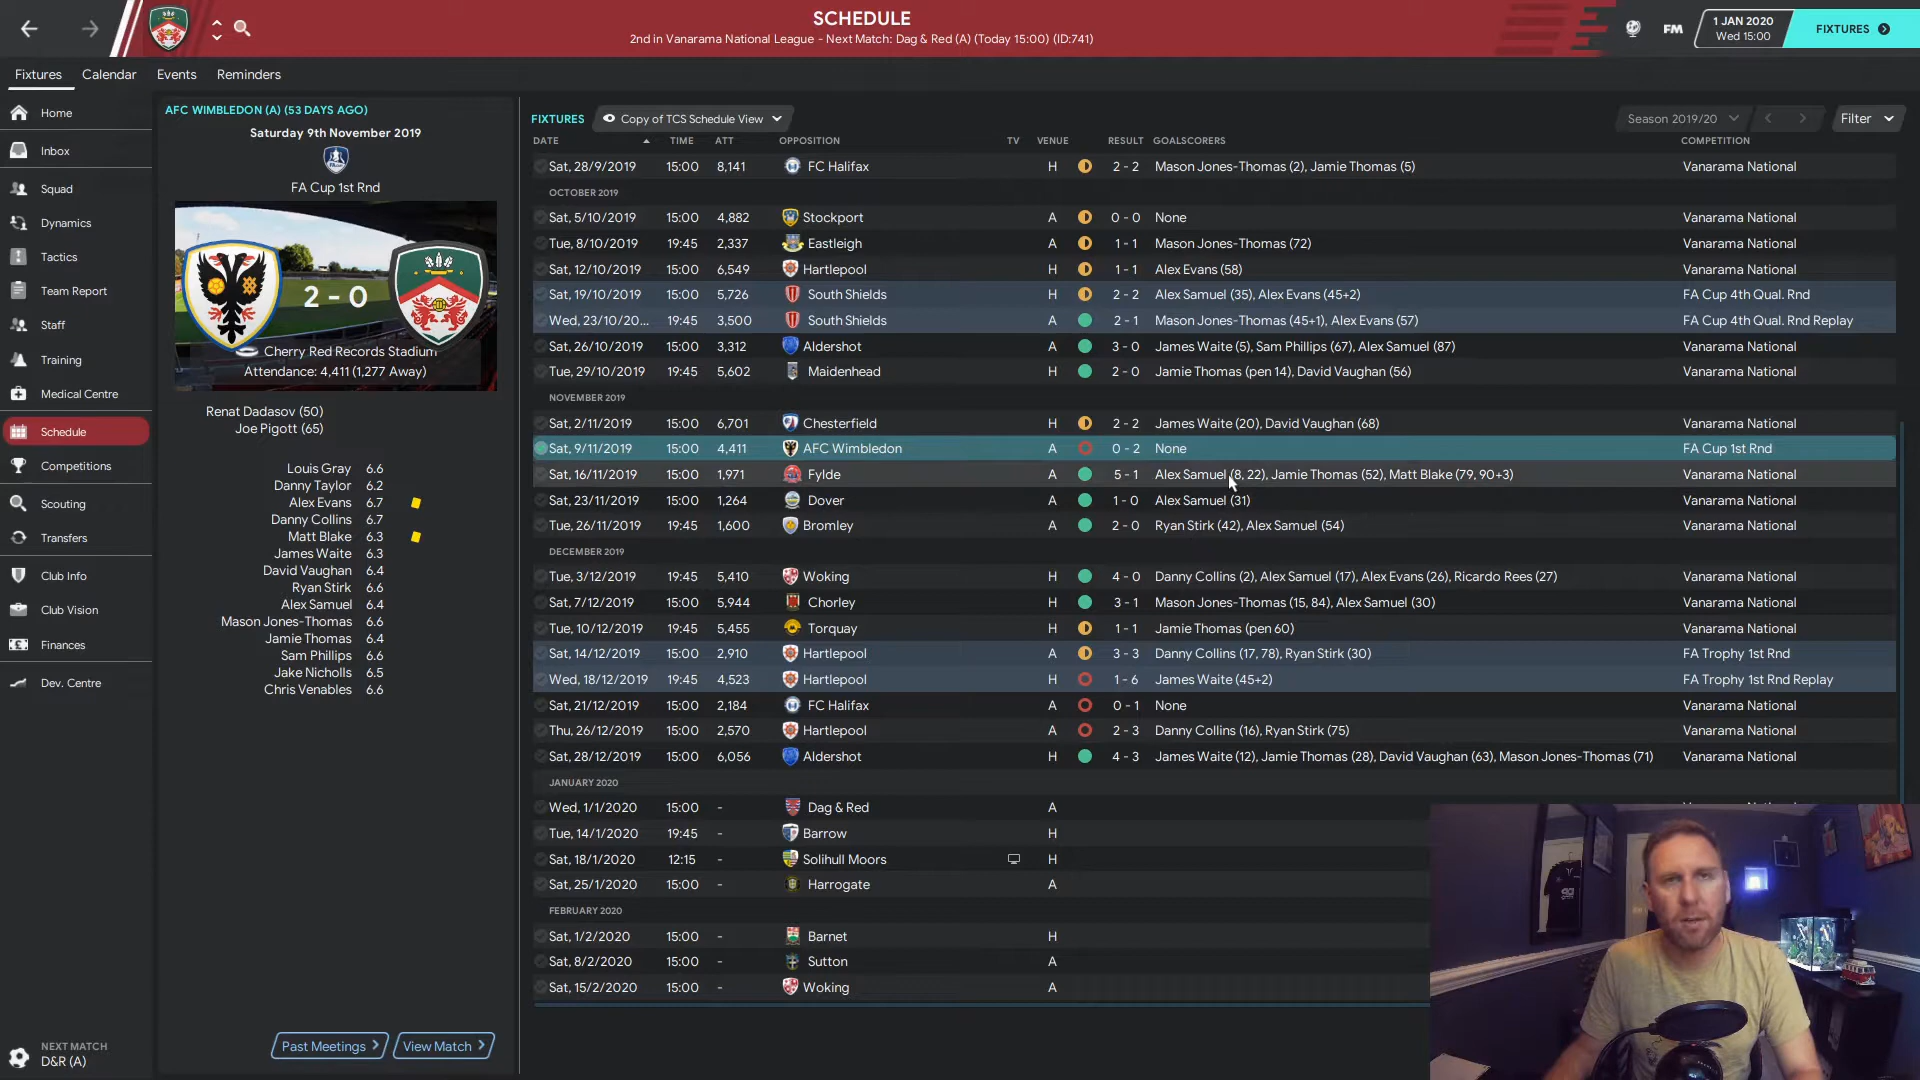 SCHEDULE
2nd in Vanarama National League - Next Match: Dag & Red (A) (Today 15:00) (ID:741)
FM
1 JAN 2020
Wed 15:00
FIXTURES
Fixtures Calendar Events Reminders
Home
Inbox
Squad
Dynamics
Tactics
Team Report
Staff
Training
Medical Centre
Schedule
Competitions
Scouting
Transfers
Club Info
Club Vision
Finances
Dev. Centre
NEXT MATCH
D&R (A)
AFC WIMBLEDON (A) (53 DAYS AGO)
Saturday 9th November 2019
FA Cup 1st Rnd
2 - 0
Cherry Red Records Stadium
Attendance: 4,411 (1,277 Away)
Renat Dadasov (50)
Joe Pigott (65)
Louis Gray 6.6
Danny Taylor 6.2
Alex Evans 6.7
Danny Collins 6.7
Matt Blake 6.3
James Waite 6.3
David Vaughan 6.4
Ryan Stirk 6.6
Alex Samuel 6.4
Mason Jones-Thomas 6.6
Jamie Thomas 6.4
Sam Phillips 6.6
Jake Nicholls 6.5
Chris Venables 6.6
Past Meetings
View Match
FIXTURES Copy of TCS Schedule View Season 2019/20 Filter
DATE TIME ATT OPPOSITION TV VENUE RESULT GOALSCORERS COMPETITION
Sat, 28/9/2019 15:00 8,141 FC Halifax H 2 - 2 Mason Jones-Thomas (2), Jamie Thomas (5) Vanarama National
OCTOBER 2019
Sat, 5/10/2019 15:00 4,882 Stockport A 0 - 0 None Vanarama National
Tue, 8/10/2019 19:45 2,337 Eastleigh A 1 - 1 Mason Jones-Thomas (72) Vanarama National
Sat, 12/10/2019 15:00 6,549 Hartlepool H 1 - 1 Alex Evans (58) Vanarama National
Sat, 19/10/2019 15:00 5,726 South Shields H 2 - 2 Alex Samuel (35), Alex Evans (45+2) FA Cup 4th Qual. Rnd
Wed, 23/10/20... 19:45 3,500 South Shields A 2 - 1 Mason Jones-Thomas (45+1), Alex Evans (57) FA Cup 4th Qual. Rnd Replay
Sat, 26/10/2019 15:00 3,312 Aldershot A 3 - 0 James Waite (5), Sam Phillips (67), Alex Samuel (87) Vanarama National
Tue, 29/10/2019 19:45 5,602 Maidenhead H 2 - 0 Jamie Thomas (pen 14), David Vaughan (56) Vanarama National
NOVEMBER 2019
Sat, 2/11/2019 15:00 6,701 Chesterfield H 2 - 2 James Waite (20), David Vaughan (68) Vanarama National
Sat, 9/11/2019 15:00 4,411 AFC Wimbledon A 0 - 2 None FA Cup 1st Rnd
Sat, 16/11/2019 15:00 1,971 Fylde A 5 - 1 Alex Samuel (8, 22), Jamie Thomas (52), Matt Blake (79, 90+3) Vanarama National
Sat, 23/11/2019 15:00 1,264 Dover A 1 - 0 Alex Samuel (31) Vanarama National
Tue, 26/11/2019 19:45 1,600 Bromley A 2 - 0 Ryan Stirk (42), Alex Samuel (54) Vanarama National
DECEMBER 2019
Tue, 3/12/2019 19:45 5,410 Woking H 4 - 0 Danny Collins (2), Alex Samuel (17), Alex Evans (26), Ricardo Rees (27) Vanarama National
Sat, 7/12/2019 15:00 5,944 Chorley H 3 - 1 Mason Jones-Thomas (15, 84), Alex Samuel (30) Vanarama National
Tue, 10/12/2019 19:45 5,455 Torquay H 1 - 1 Jamie Thomas (pen 60) Vanarama National
Sat, 14/12/2019 15:00 2,910 Hartlepool A 3 - 3 Danny Collins (17, 78), Ryan Stirk (30) FA Trophy 1st Rnd
Wed, 18/12/2019 19:45 4,523 Hartlepool H 1 - 6 James Waite (45+2) FA Trophy 1st Rnd Replay
Sat, 21/12/2019 15:00 2,184 FC Halifax A 0 - 1 None Vanarama National
Thu, 26/12/2019 15:00 2,570 Hartlepool A 2 - 3 Danny Collins (16), Ryan Stirk (75) Vanarama National
Sat, 28/12/2019 15:00 6,056 Aldershot H 4 - 3 James Waite (12), Jamie Thomas (28), David Vaughan (63), Mason Jones-Thomas (71) Vanarama National
JANUARY 2020
Wed, 1/1/2020 15:00 - Dag & Red A
Tue, 14/1/2020 19:45 - Barrow H
Sat, 18/1/2020 12:15 - Solihull Moors H
Sat, 25/1/2020 15:00 - Harrogate A
FEBRUARY 2020
Sat, 1/2/2020 15:00 - Barnet H
Sat, 8/2/2020 15:00 - Sutton A
Sat, 15/2/2020 15:00 - Woking A